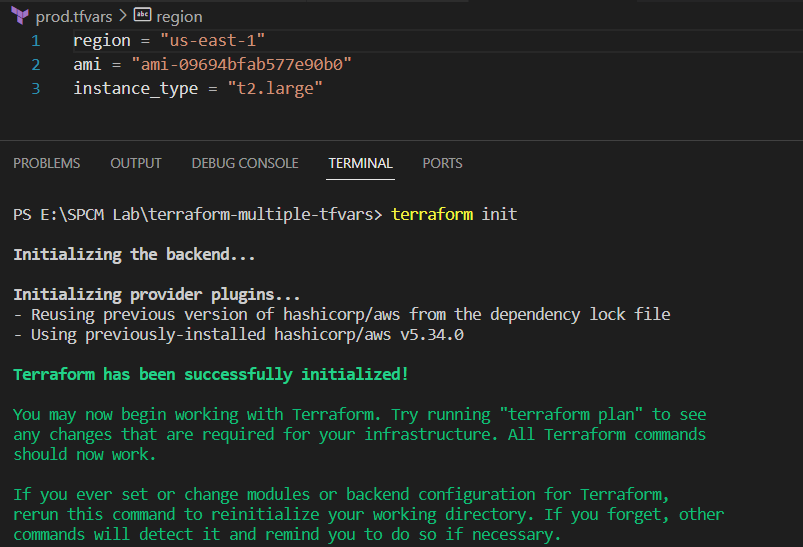 prod.tfvars > abc region
1 region = "us-east-1"
2 ami = "ami-09694bfab577e90b0"
3 instance_type = "t2.large"
PROBLEMS OUTPUT DEBUG CONSOLE TERMINAL PORTS
PS E:\SPCM Lab\terraform-multiple-tfvars> terraform init
Initializing the backend...
Initializing provider plugins...
- Reusing previous version of hashicorp/aws from the dependency lock file
- Using previously-installed hashicorp/aws v5.34.0
Terraform has been successfully initialized!
You may now begin working with Terraform. Try running "terraform plan" to see
any changes that are required for your infrastructure. All Terraform commands
should now work.
If you ever set or change modules or backend configuration for Terraform,
rerun this command to reinitialize your working directory. If you forget, other
commands will detect it and remind you to do so if necessary.